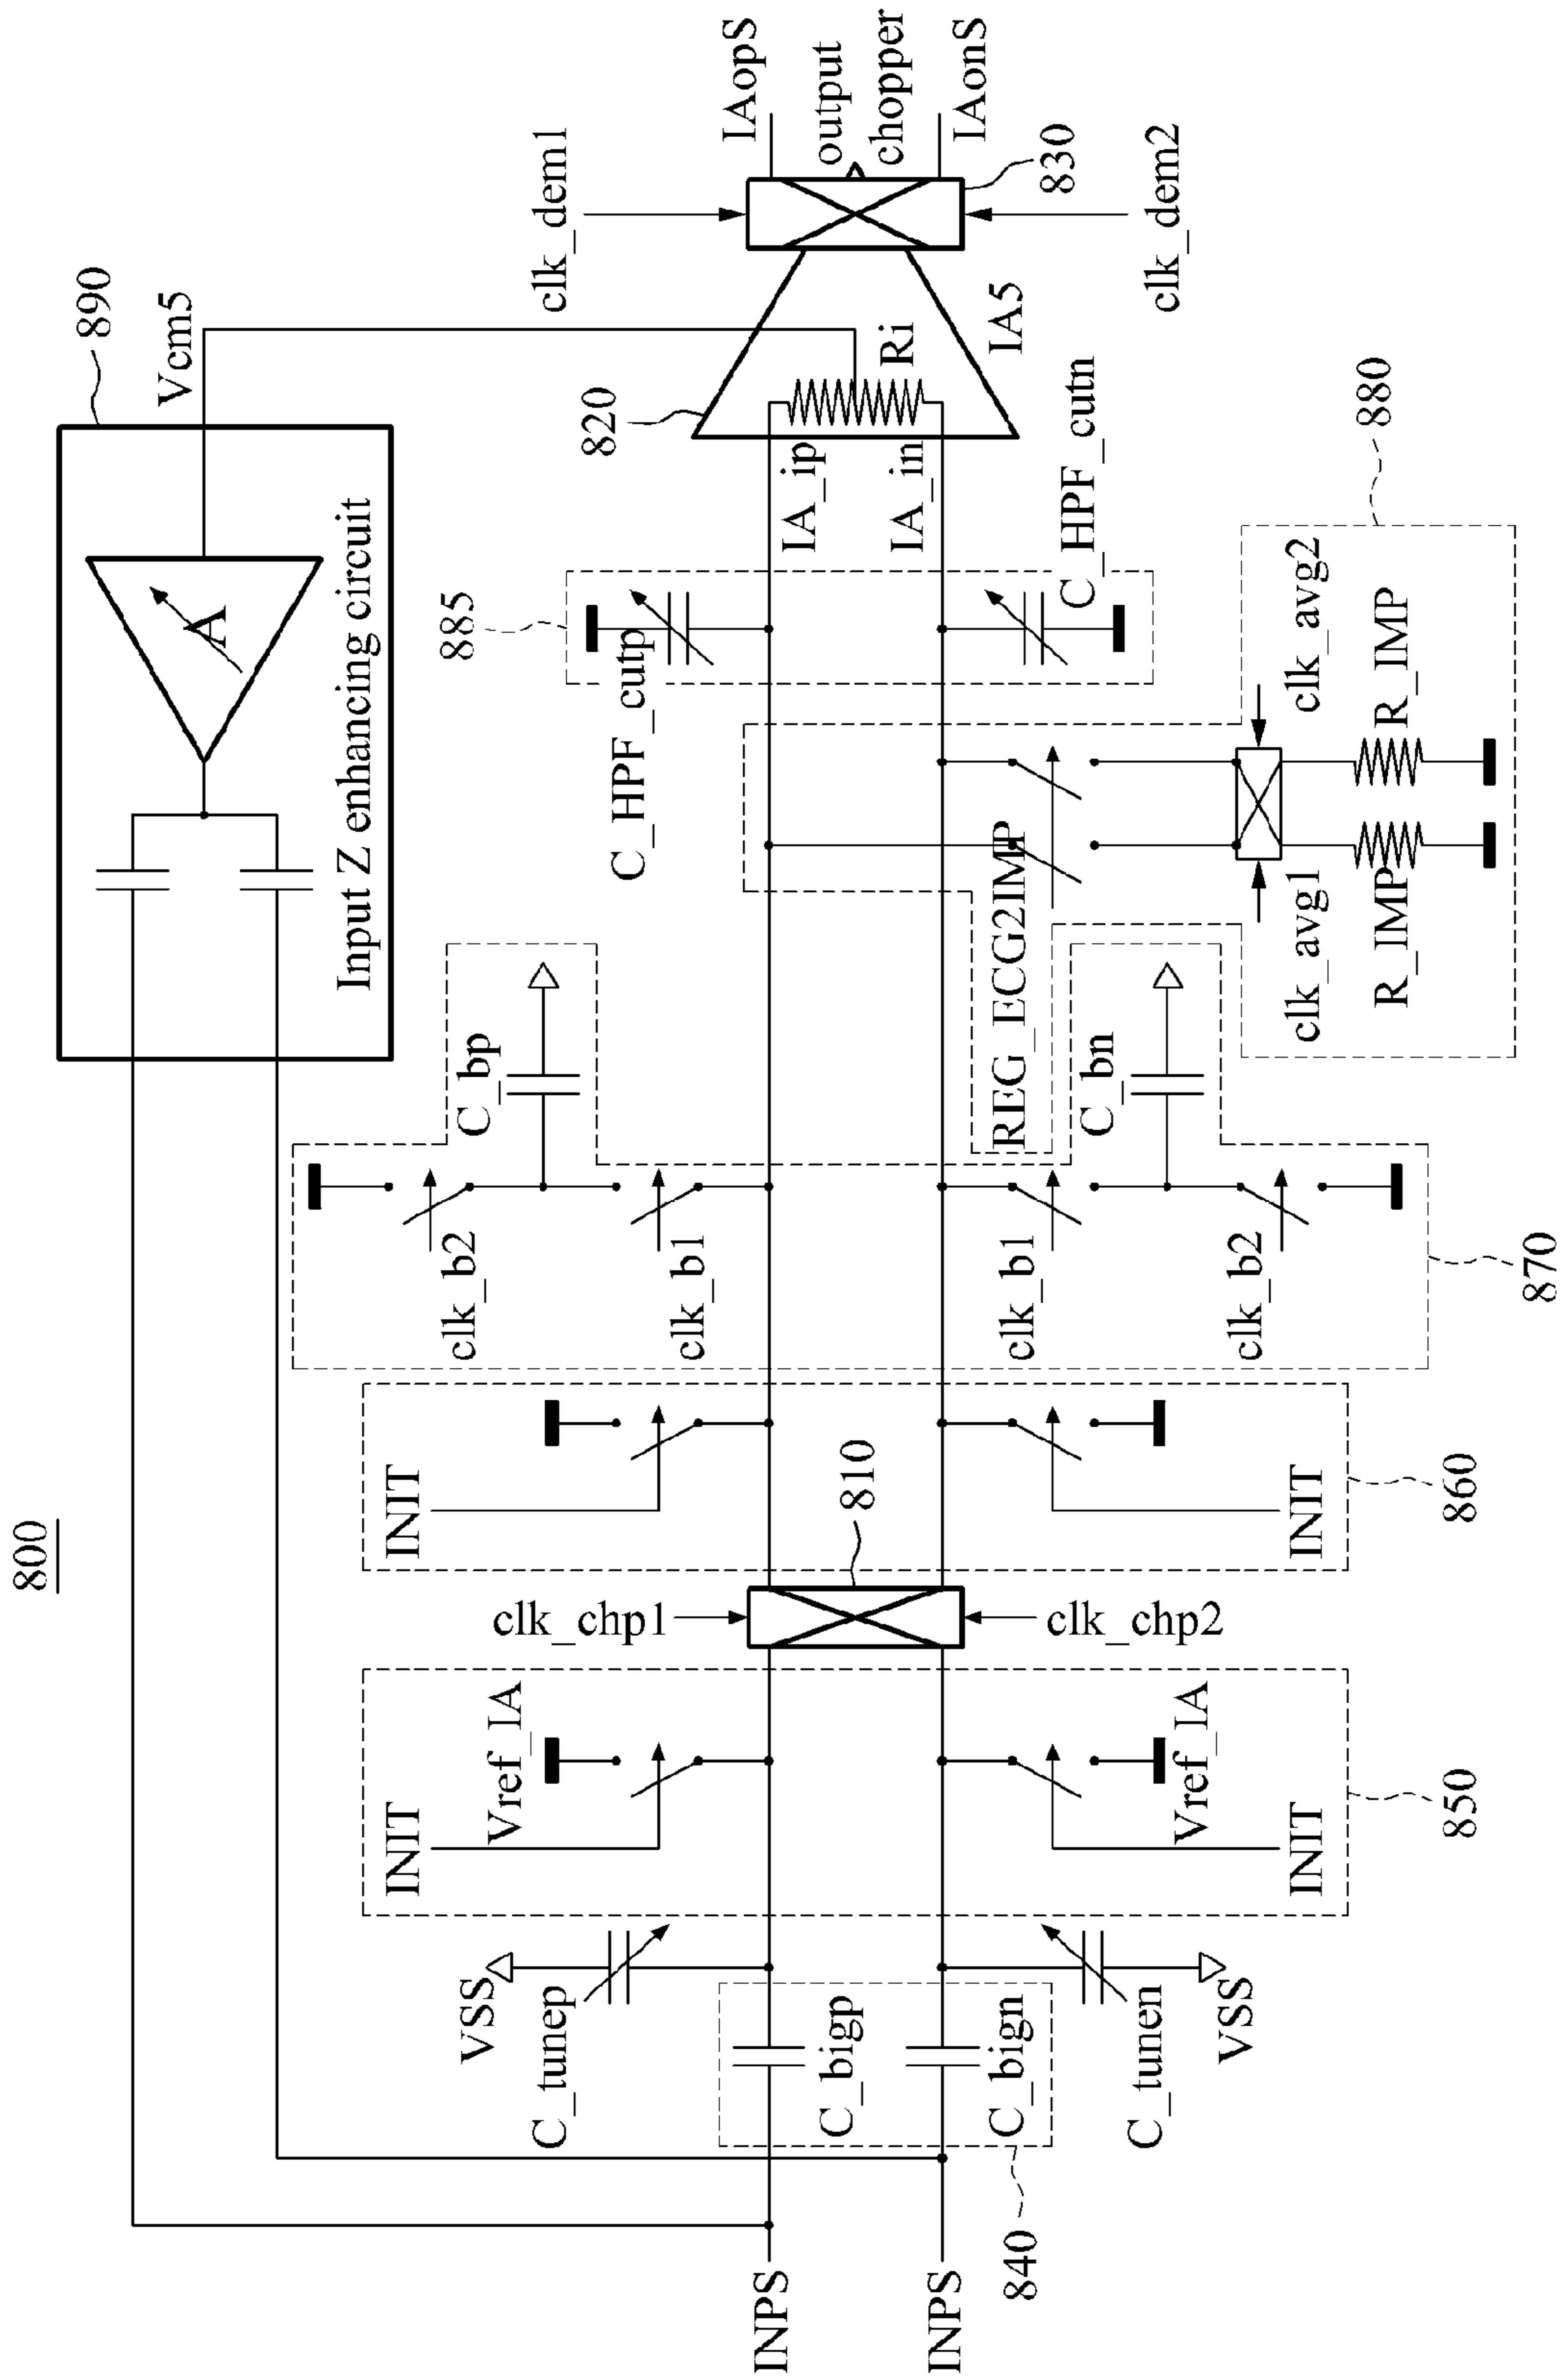 800
890
Input Z enhancing circuit
A
Vcm5
clk_dem1
IAopS
output
chopper
IAonS
830
clk_dem2
820
Ri
IA5
IA_ip
IA_in
885
C_HPF_cutp
C_HPF_cutn
880
REG_ECG2IMP
clk_avg1
clk_avg2
R_IMP
R_IMP
C_bp
C_bn
clk_b2
clk_b1
clk_b1
clk_b2
870
INIT
INIT
860
810
clk_chp1
clk_chp2
INIT
Vref_IA
Vref_IA
INIT
850
VSS
C_tunep
C_bigp
C_bign
C_tunen
VSS
840
INPS
INPS